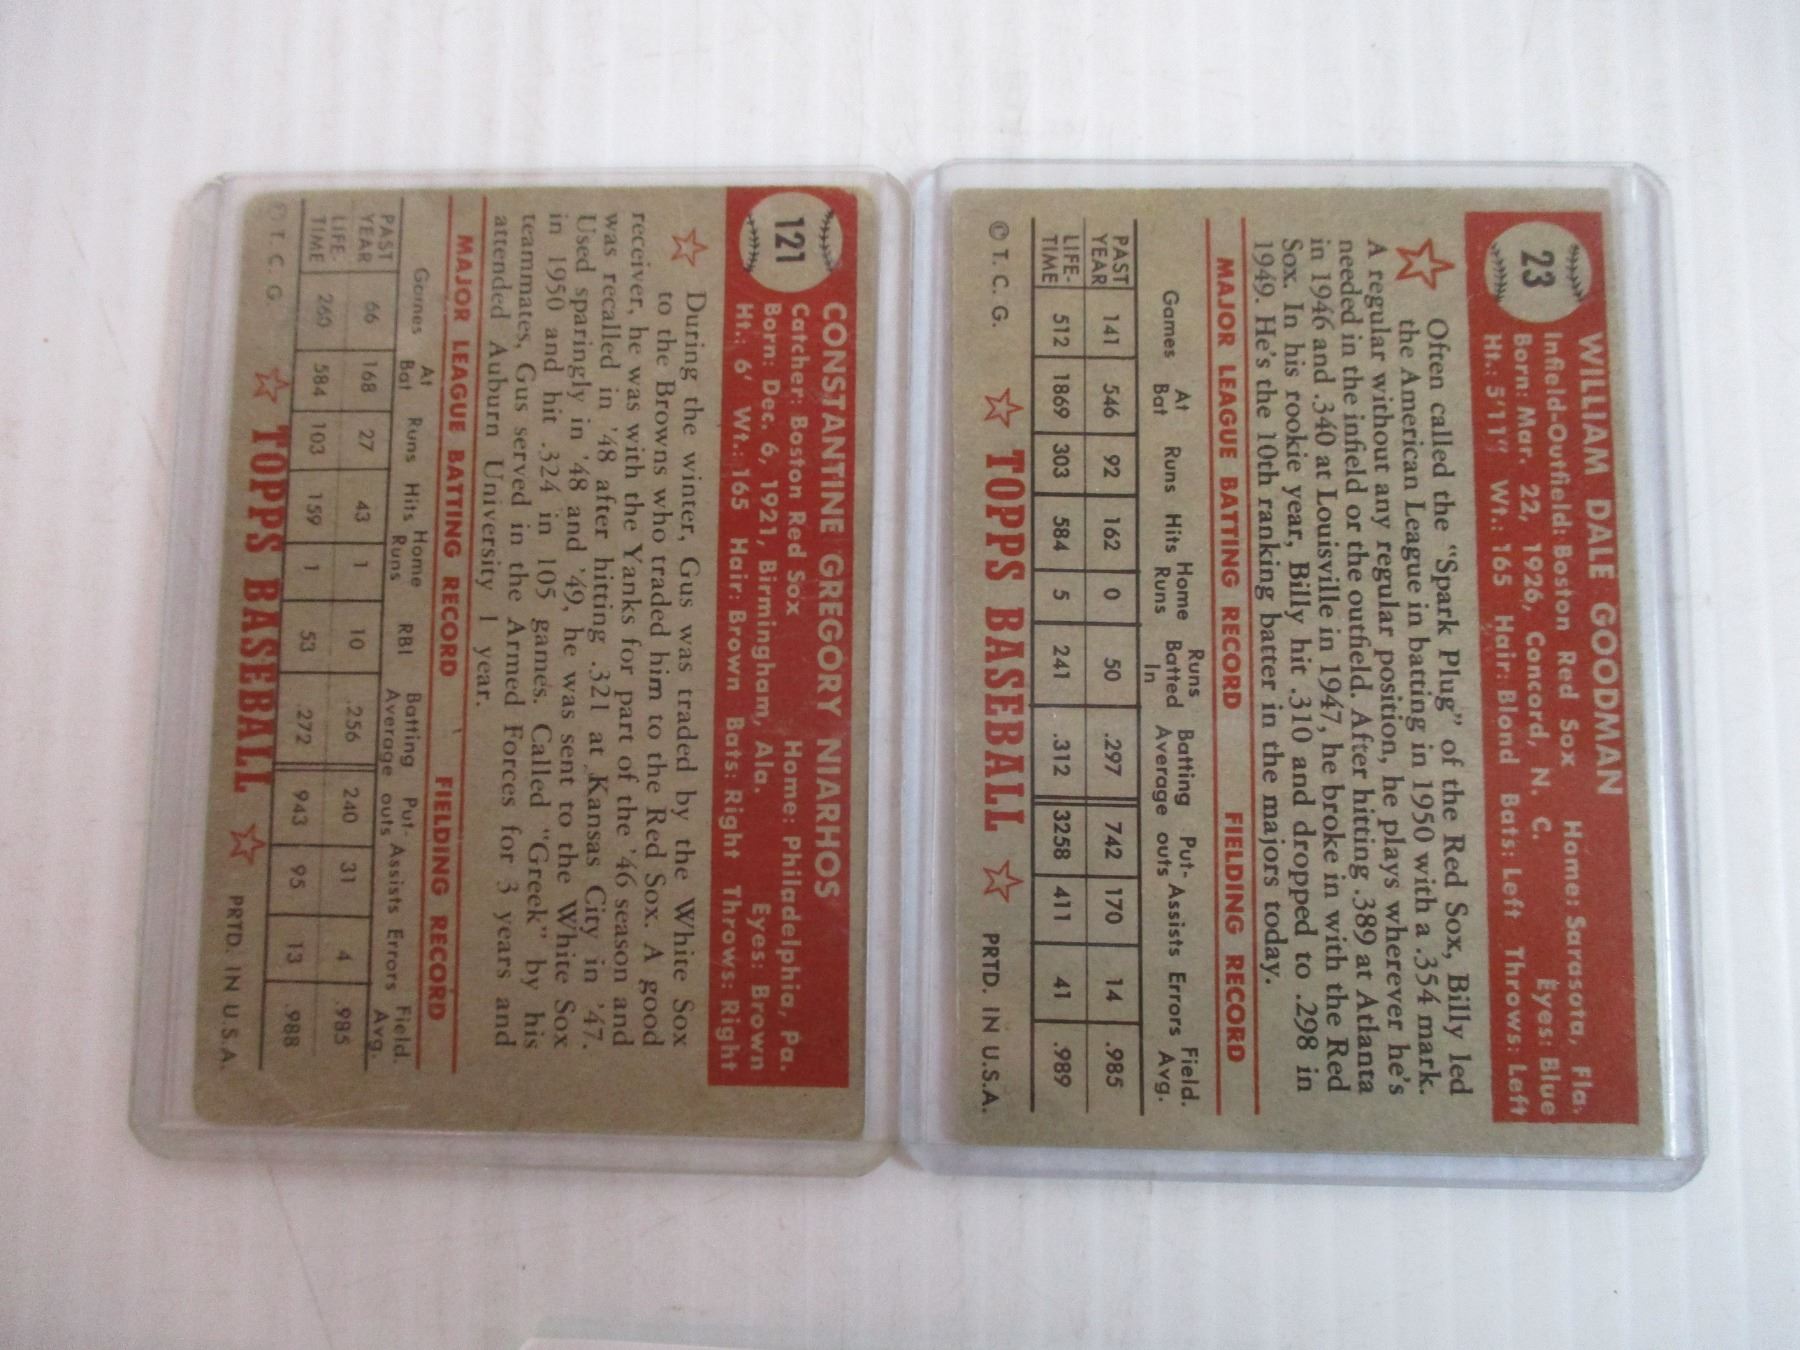 23
WILLIAM DALE GOODMAN
Infield-Outfield: Boston Red Sox Home: Sarasota, Fla.
Born: Mar. 22, 1926, Concord, N. C. Eyes: Blue
Ht.: 5'11" Wt.: 165 Hair: Blond Bats: Left Throws: Left
Often called the "Spark Plug" of the Red Sox, Billy led
the American League in batting in 1950 with a .354 mark.
A regular without any regular position, he plays wherever he's
needed in the infield or the outfield. After hitting .389 at Atlanta
in 1946 and .340 at Louisville in 1947, he broke in with the Red
Sox. In his rookie year, Billy hit .310 and dropped to .298 in
1949. He's the 10th ranking batter in the majors today.
MAJOR LEAGUE BATTING RECORD FIELDING RECORD
Games At Bat Runs Hits Home Runs Runs Batted In Batting Average Put-outs Assists Errors Field. Avg.
PAST YEAR 141 546 92 162 0 50 .297 742 170 14 .985
LIFE-TIME 512 1869 303 584 5 241 .312 3258 411 41 .989
© T. C. G. TOPPS BASEBALL PRTD. IN U.S.A.
121
CONSTANTINE GREGORY NIARHOS
Catcher: Boston Red Sox Home: Philadelphia, Pa.
Born: Dec. 6, 1921, Birmingham, Ala. Eyes: Brown
Ht.: 6' Wt.: 165 Hair: Brown Bats: Right Throws: Right
During the winter, Gus was traded by the White Sox
to the Browns who traded him to the Red Sox. A good
receiver, he was with the Yanks for part of the '46 season and
was recalled in '48 after hitting .321 at Kansas City in '47.
Used sparingly in '48 and '49, he was sent to the White Sox
in 1950 and hit .324 in 105 games. Called "Greek" by his
teammates, Gus served in the Armed Forces for 3 years and
attended Auburn University 1 year.
MAJOR LEAGUE BATTING RECORD FIELDING RECORD
Games At Bat Runs Hits Home Runs RBI Batting Average Put-outs Assists Errors Field. Avg.
PAST YEAR 66 168 27 43 1 10 .256 240 31 4 .985
LIFE-TIME 260 584 103 159 1 53 .272 943 95 13 .988
© T. C. G. TOPPS BASEBALL PRTD. IN U.S.A.